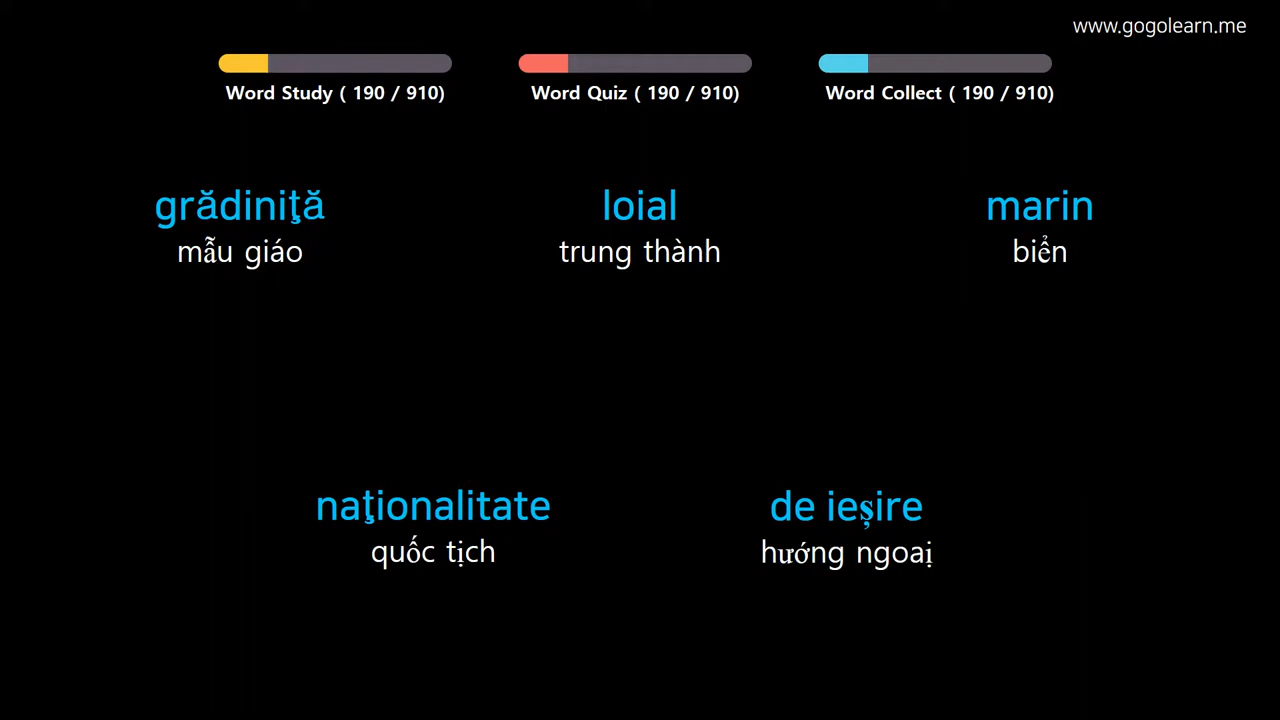 www.gogolearn.me
Word Study ( 190 / 910)
Word Quiz ( 190 / 910)
Word Collect ( 190 / 910)
grădiniţă
mẫu giáo
loial
trung thành
marin
biển
naţionalitate
quốc tịch
de ieșire
hướng ngoaị